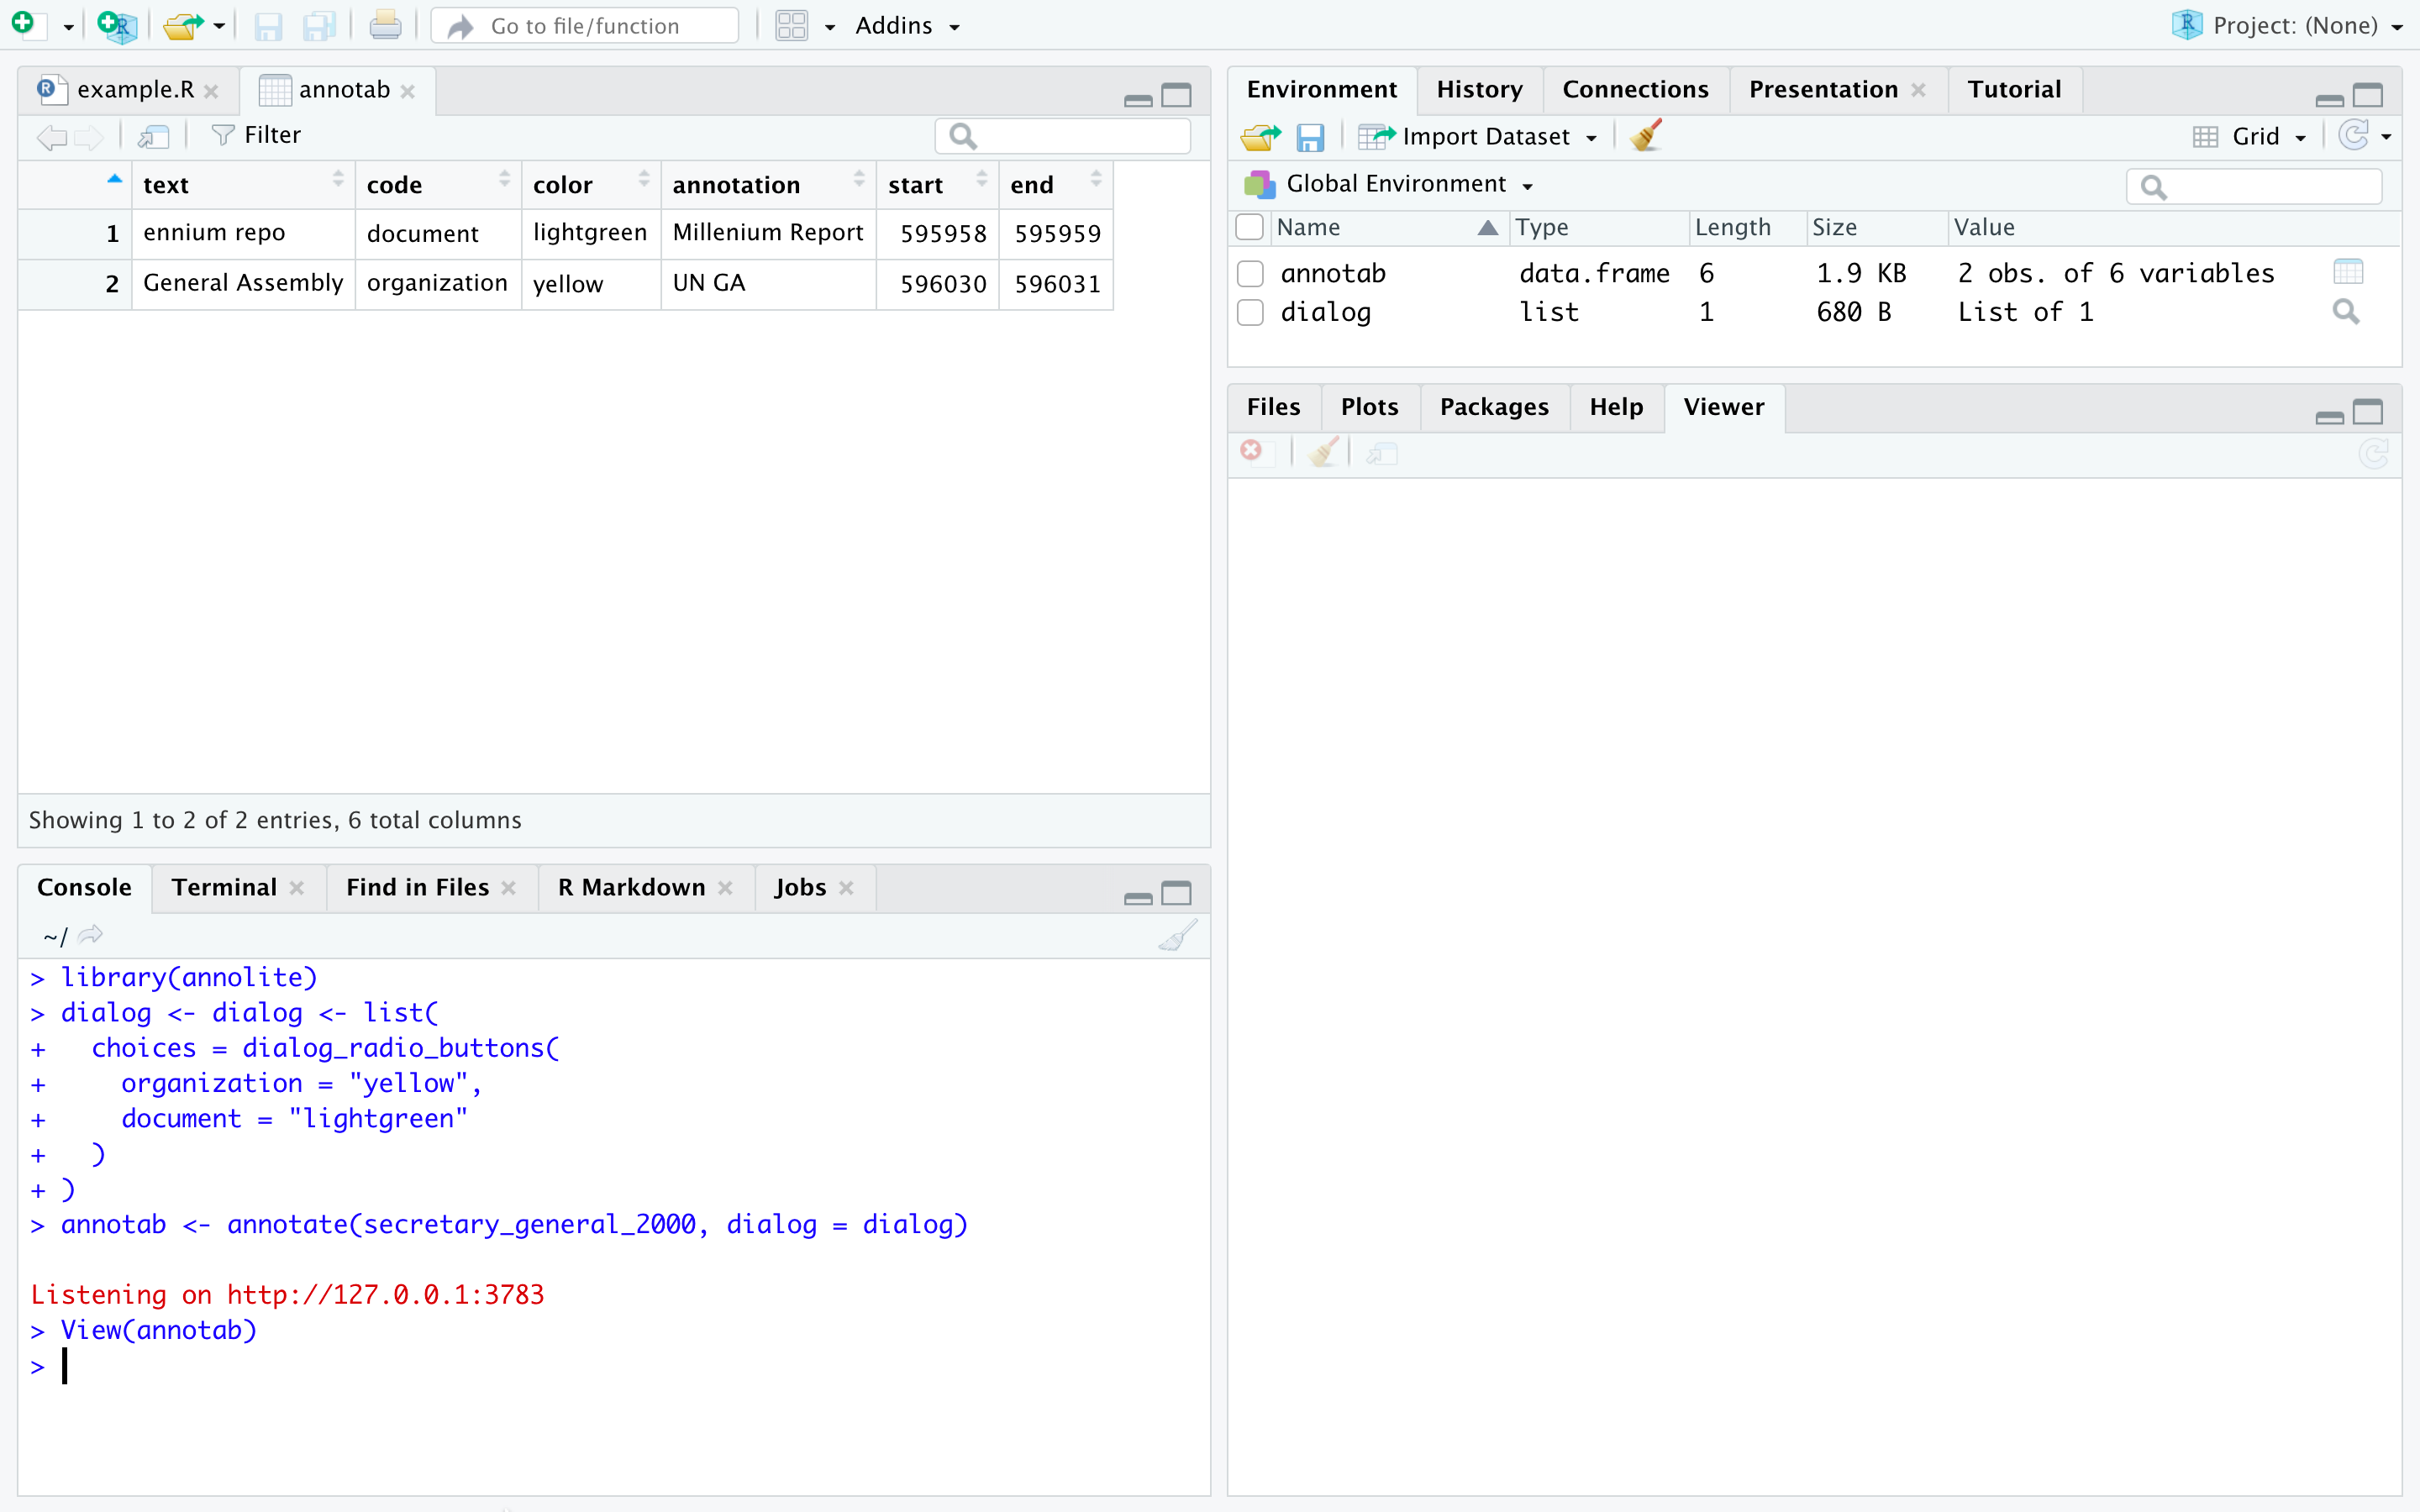 Go to file/function Addins Project: (None)
example.R annotab
Filter
text code color annotation start end
1 ennium repo document lightgreen Millenium Report 595958 595959
2 General Assembly organization yellow UN GA 596030 596031
Showing 1 to 2 of 2 entries, 6 total columns
Console Terminal Find in Files R Markdown Jobs
~/
> library(annolite)
> dialog <- dialog <- list(
+   choices = dialog_radio_buttons(
+     organization = "yellow",
+     document = "lightgreen"
+   )
+ )
> annotab <- annotate(secretary_general_2000, dialog = dialog)
Listening on http://127.0.0.1:3783
> View(annotab)
>
Environment History Connections Presentation Tutorial
Import Dataset Grid
Global Environment
Name Type Length Size Value
annotab data.frame 6 1.9 KB 2 obs. of 6 variables
dialog list 1 680 B List of 1
Files Plots Packages Help Viewer